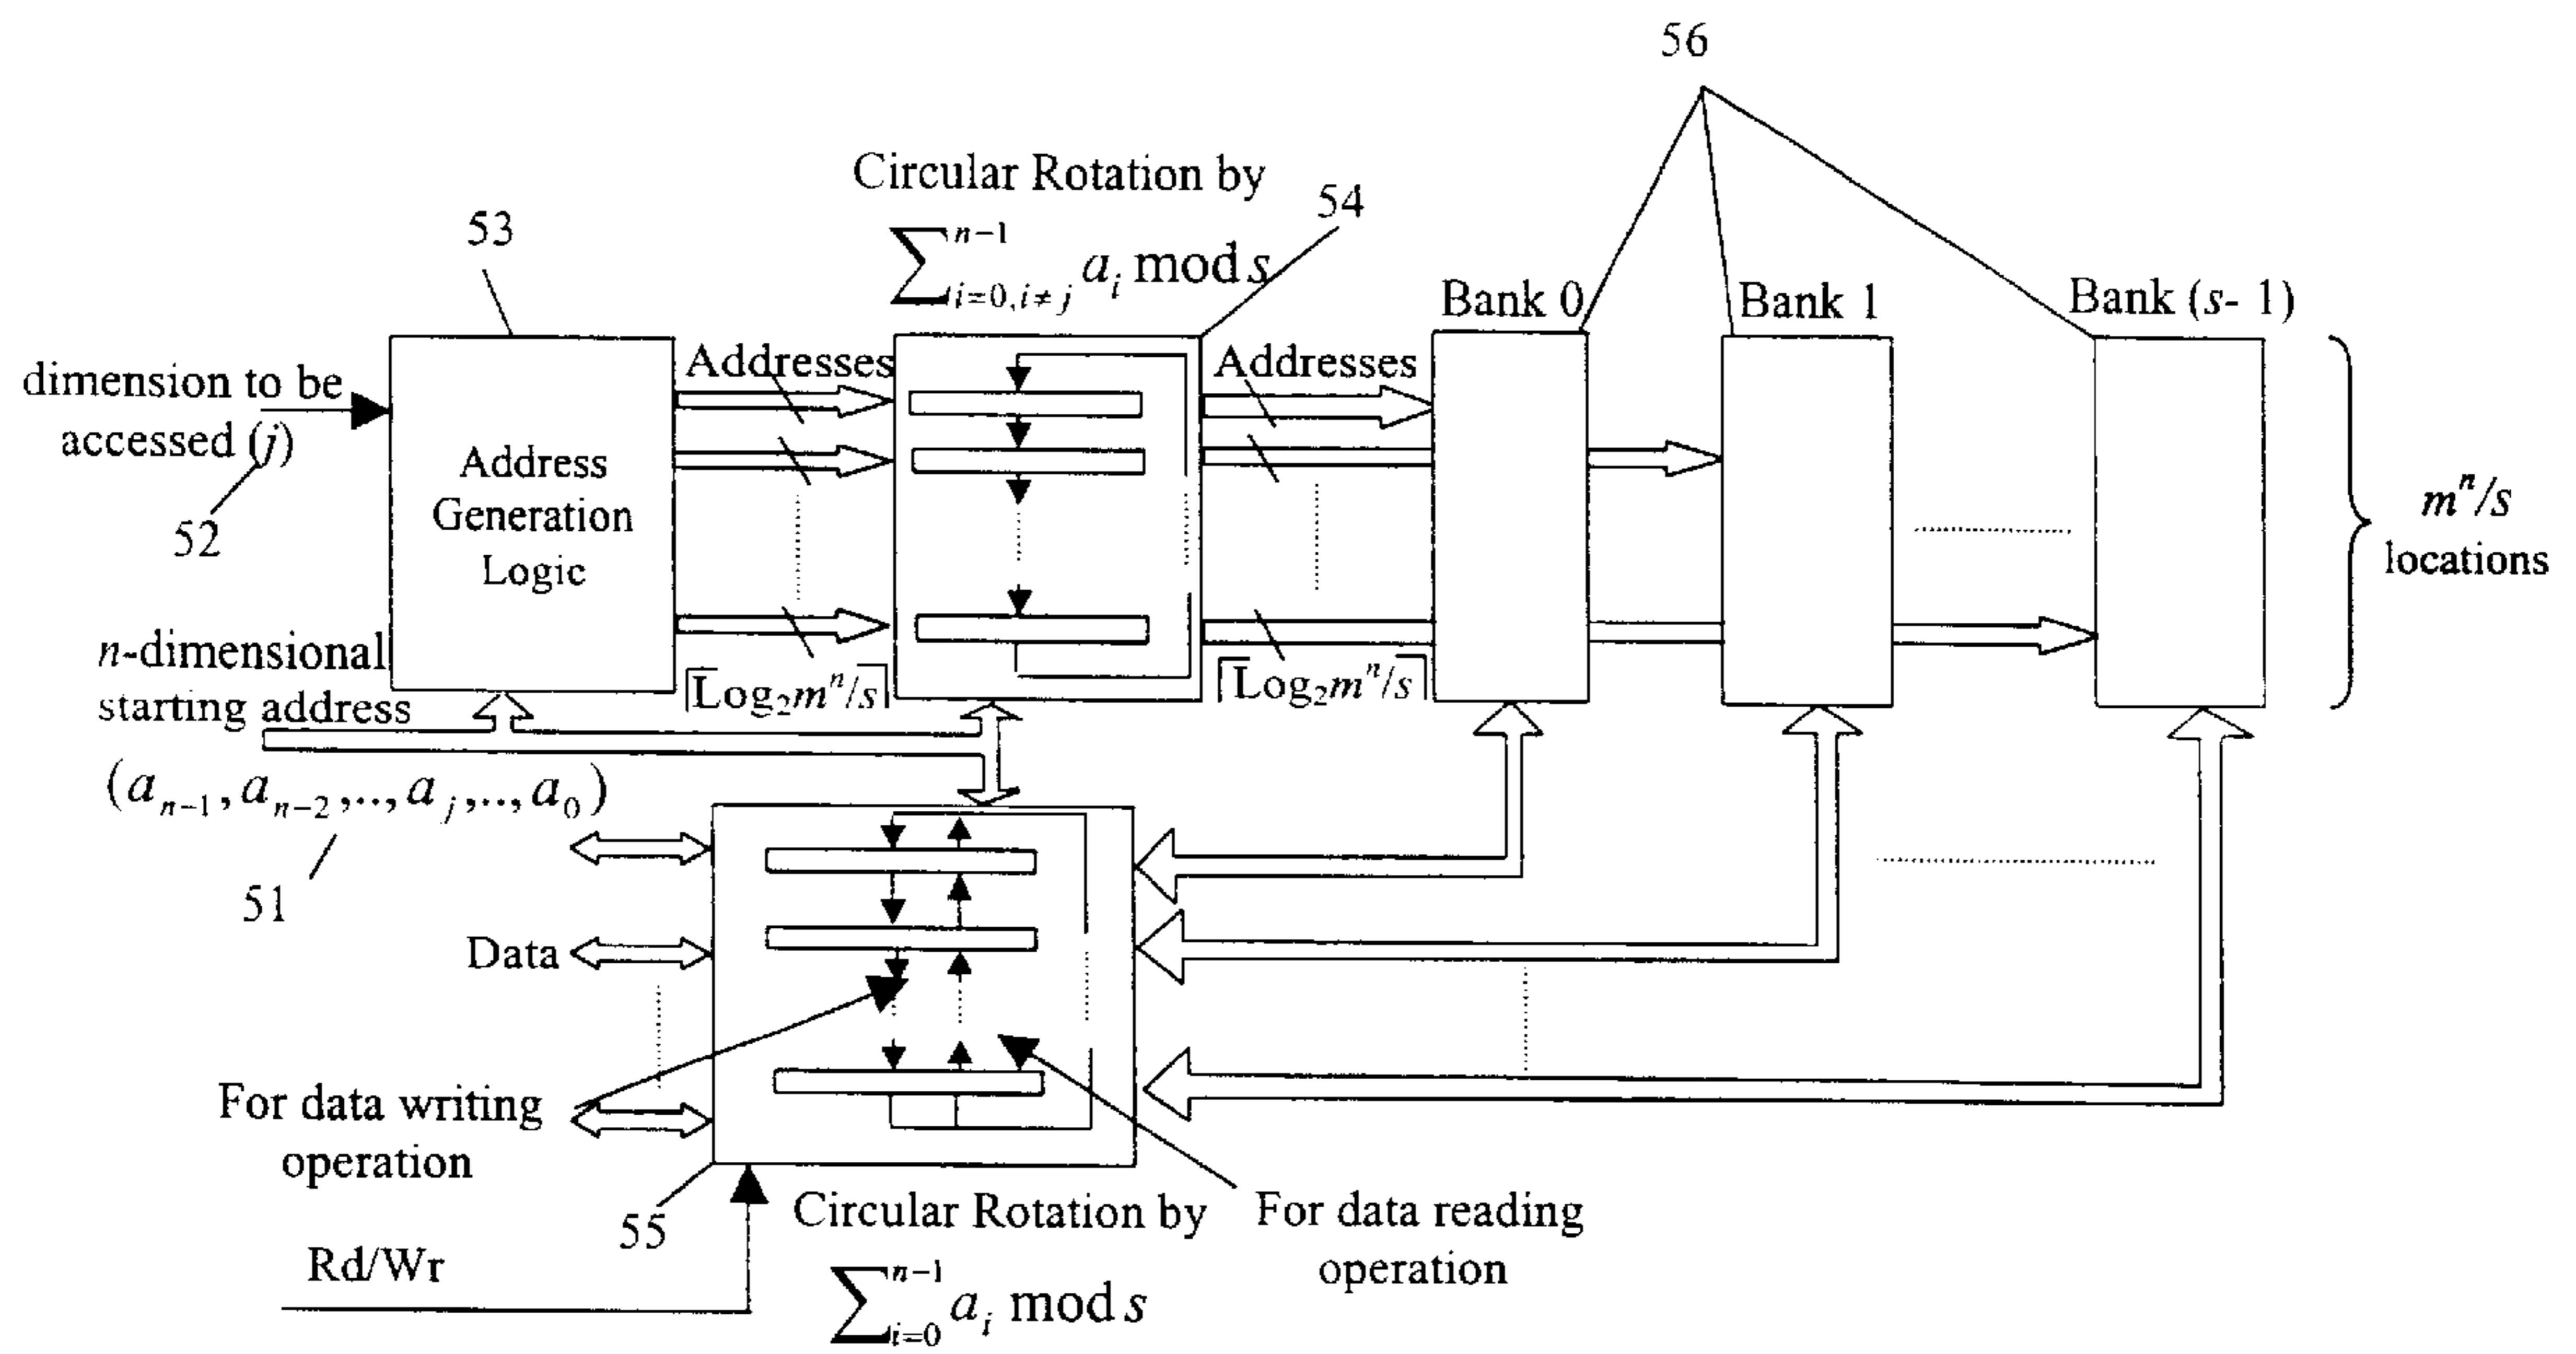 56
Circular Rotation by
54
53
∑_{i=0, i≠j}^{n-1} a_i mod s
Bank 0
Bank 1
Bank (s- 1)
Addresses
Addresses
dimension to be
accessed (j)
52
Address
Generation
Logic
m^n/s
locations
n-dimensional
starting address
⌈Log₂m^n/s⌉
⌈Log₂m^n/s⌉
(a_{n-1}, a_{n-2},.., a_j,.., a_0)
51
Data
For data writing
operation
55
Circular Rotation by
For data reading
operation
Rd/Wr
∑_{i=0}^{n-1} a_i mod s